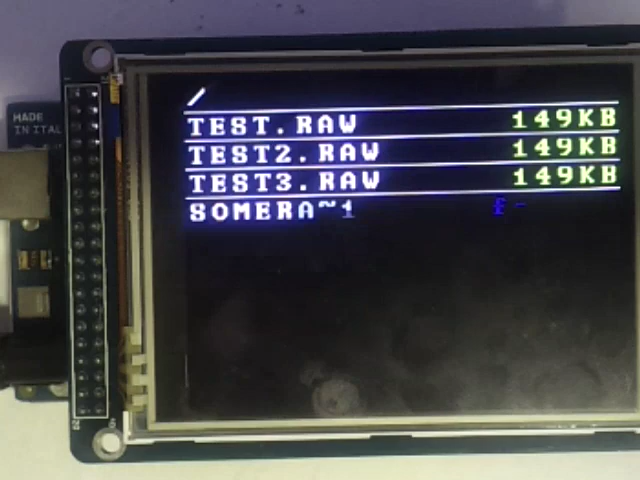 MADE
IN ITAL
/
TEST.RAW 149KB
TEST2.RAW 149KB
TEST3.RAW 149KB
SOMERA~1 f-